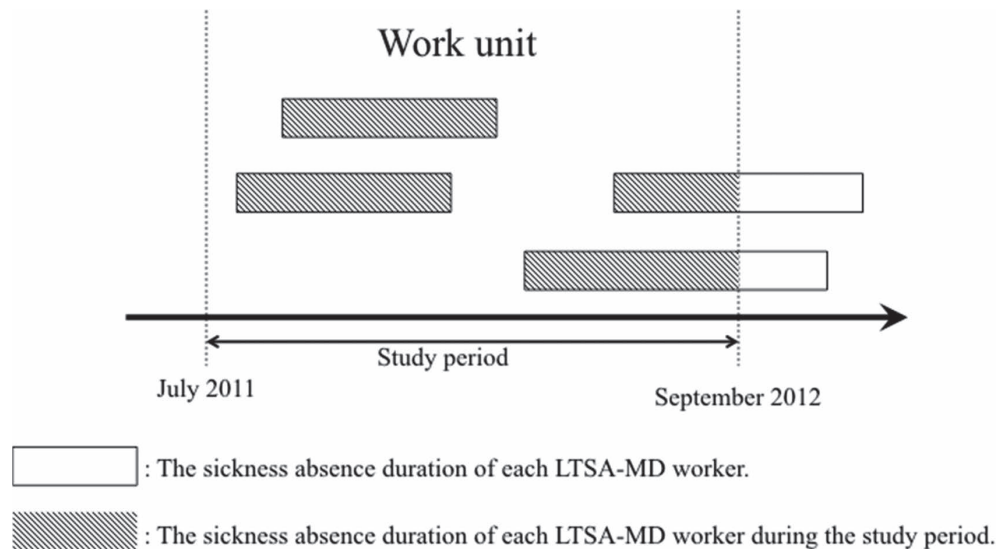 Work unit
Study period
July 2011
September 2012
: The sickness absence duration of each LTSA-MD worker.
: The sickness absence duration of each LTSA-MD worker during the study period.